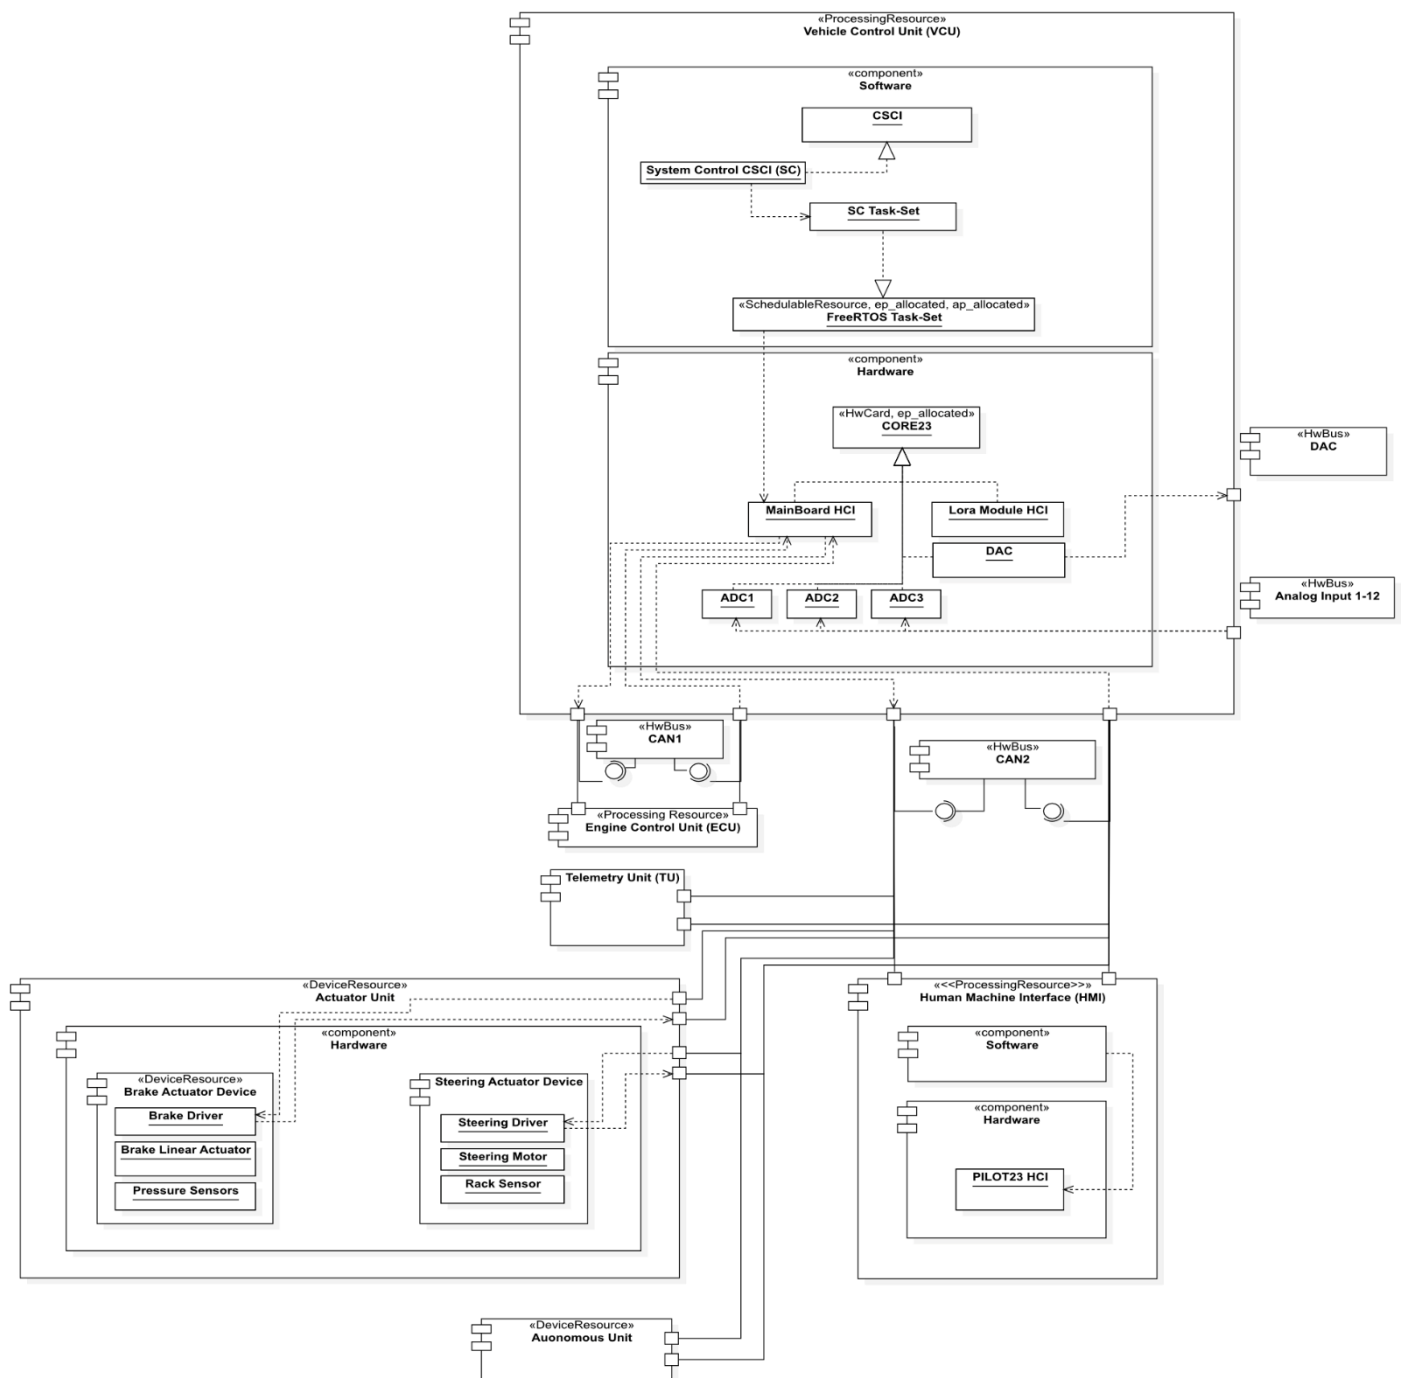 «ProcessingResource»
Vehicle Control Unit (VCU)
«component»
Software
CSCI
System Control CSCI (SC)
SC Task-Set
«SchedulableResource, ep_allocated, ap_allocated»
FreeRTOS Task-Set
«component»
Hardware
«HwCard, ep_allocated»
CORE23
«HwBus»
DAC
MainBoard HCI
Lora Module HCI
DAC
«HwBus»
Analog Input 1-12
ADC1
ADC2
ADC3
«HwBus»
CAN1
«HwBus»
CAN2
«Processing Resource»
Engine Control Unit (ECU)
Telemetry Unit (TU)
«DeviceResource»
Actuator Unit
«component»
Hardware
«DeviceResource»
Brake Actuator Device
Brake Driver
Brake Linear Actuator
Pressure Sensors
Steering Actuator Device
Steering Driver
Steering Motor
Rack Sensor
«<<ProcessingResource>>»
Human Machine Interface (HMI)
«component»
Software
«component»
Hardware
PILOT23 HCI
«DeviceResource»
Auonomous Unit